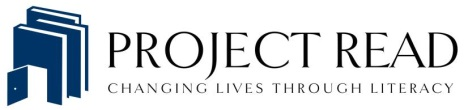 PROJECT READ
CHANGING LIVES THROUGH LITERACY